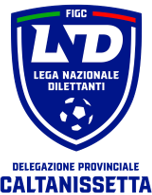 FIGC
LND
LEGA NAZIONALE
DILETTANTI
DELEGAZIONE PROVINCIALE
CALTANISSETTA